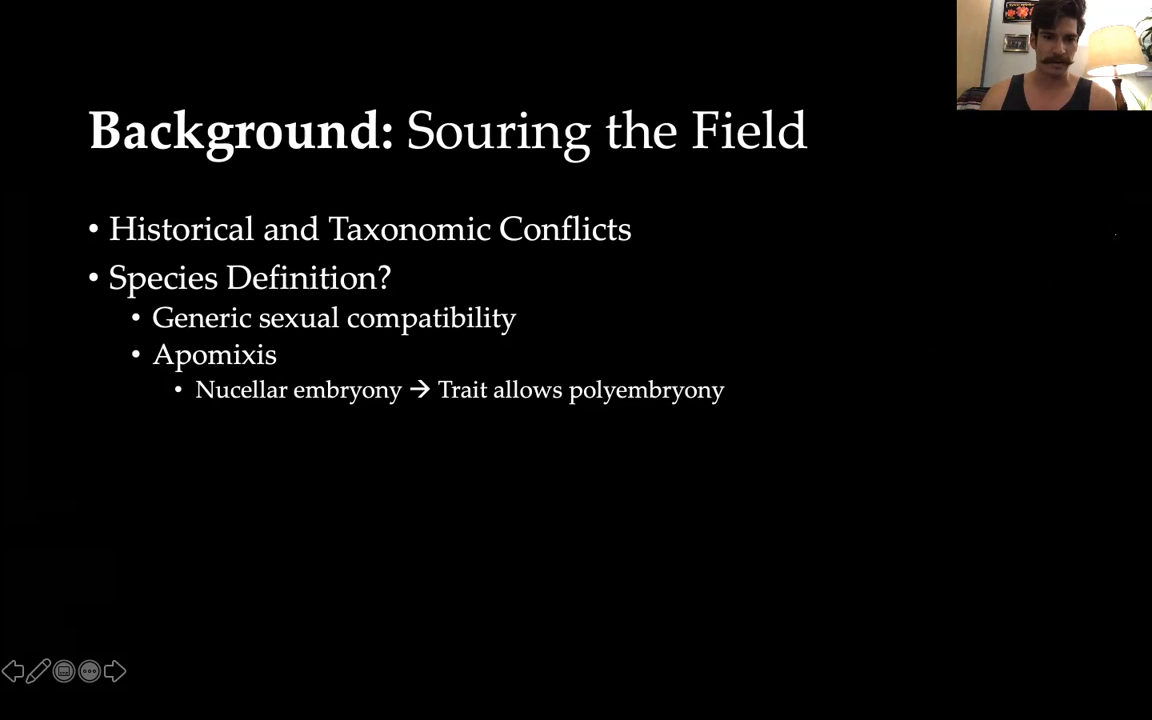 Background: Souring the Field
• Historical and Taxonomic Conflicts
• Species Definition?
• Generic sexual compatibility
• Apomixis
• Nucellar embryony → Trait allows polyembryony